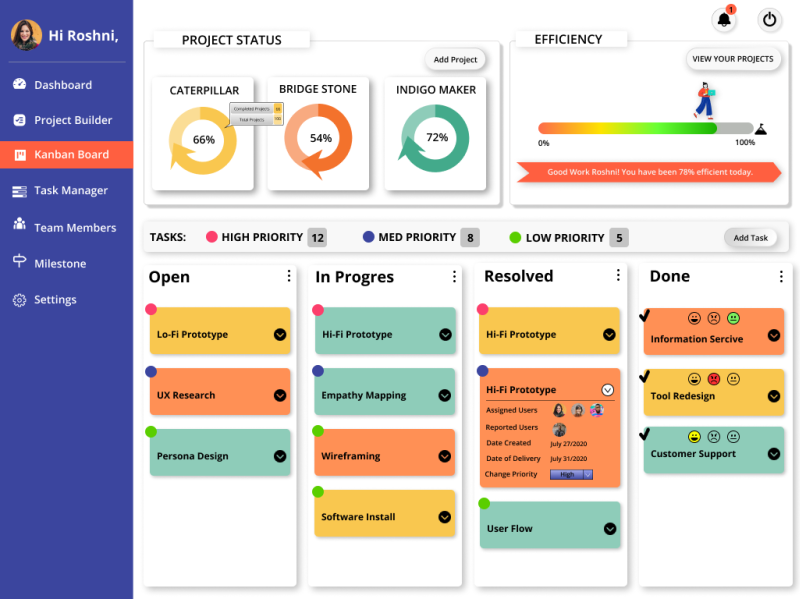 Hi Roshni,
Dashboard
Project Builder
Kanban Board
Task Manager
Team Members
Milestone
Settings
1
PROJECT STATUS
Add Project
CATERPILLAR
66%
Completed Projects
Total Projects
BRIDGE STONE
54%
INDIGO MAKER
72%
EFFICIENCY
VIEW YOUR PROJECTS
0%
100%
Good Work Roshni! You have been 78% efficient today.
TASKS:
HIGH PRIORITY 12
MED PRIORITY 8
LOW PRIORITY 5
Add Task
Open
Lo-Fi Prototype
UX Research
Persona Design
In Progres
Hi-Fi Prototype
Empathy Mapping
Wireframing
Software Install
Resolved
Hi-Fi Prototype
Hi-Fi Prototype
Assigned Users
Reported Users
Date Created July 27/2020
Date of Delivery July 31/2020
Change Priority High
User Flow
Done
Information Sercive
Tool Redesign
Customer Support